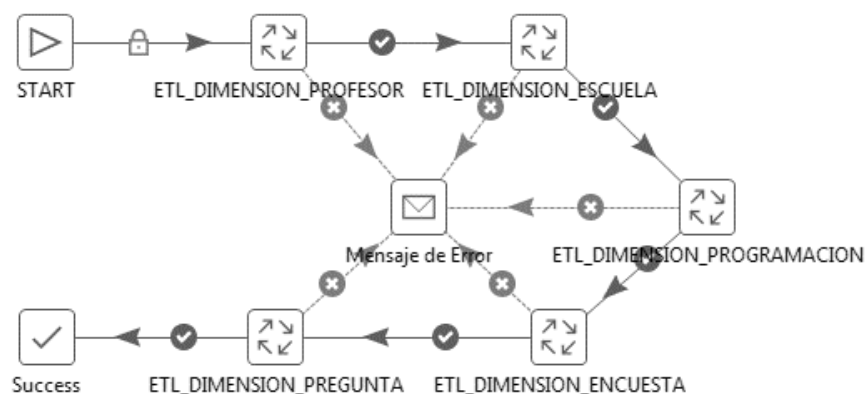 START
ETL_DIMENSION_PROFESOR
ETL_DIMENSION_ESCUELA
Mensaje de Error
ETL_DIMENSION_PROGRAMACION
Success
ETL_DIMENSION_PREGUNTA
ETL_DIMENSION_ENCUESTA